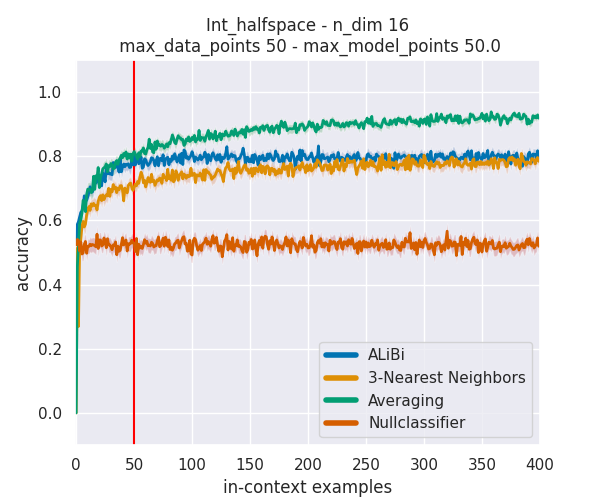 Int_halfspace - n_dim 16
max_data_points 50 - max_model_points 50.0
accuracy
1.0
0.8
0.6
0.4
0.2
0.0
ALiBi
3-Nearest Neighbors
Averaging
Nullclassifier
0 50 100 150 200 250 300 350 400
in-context examples